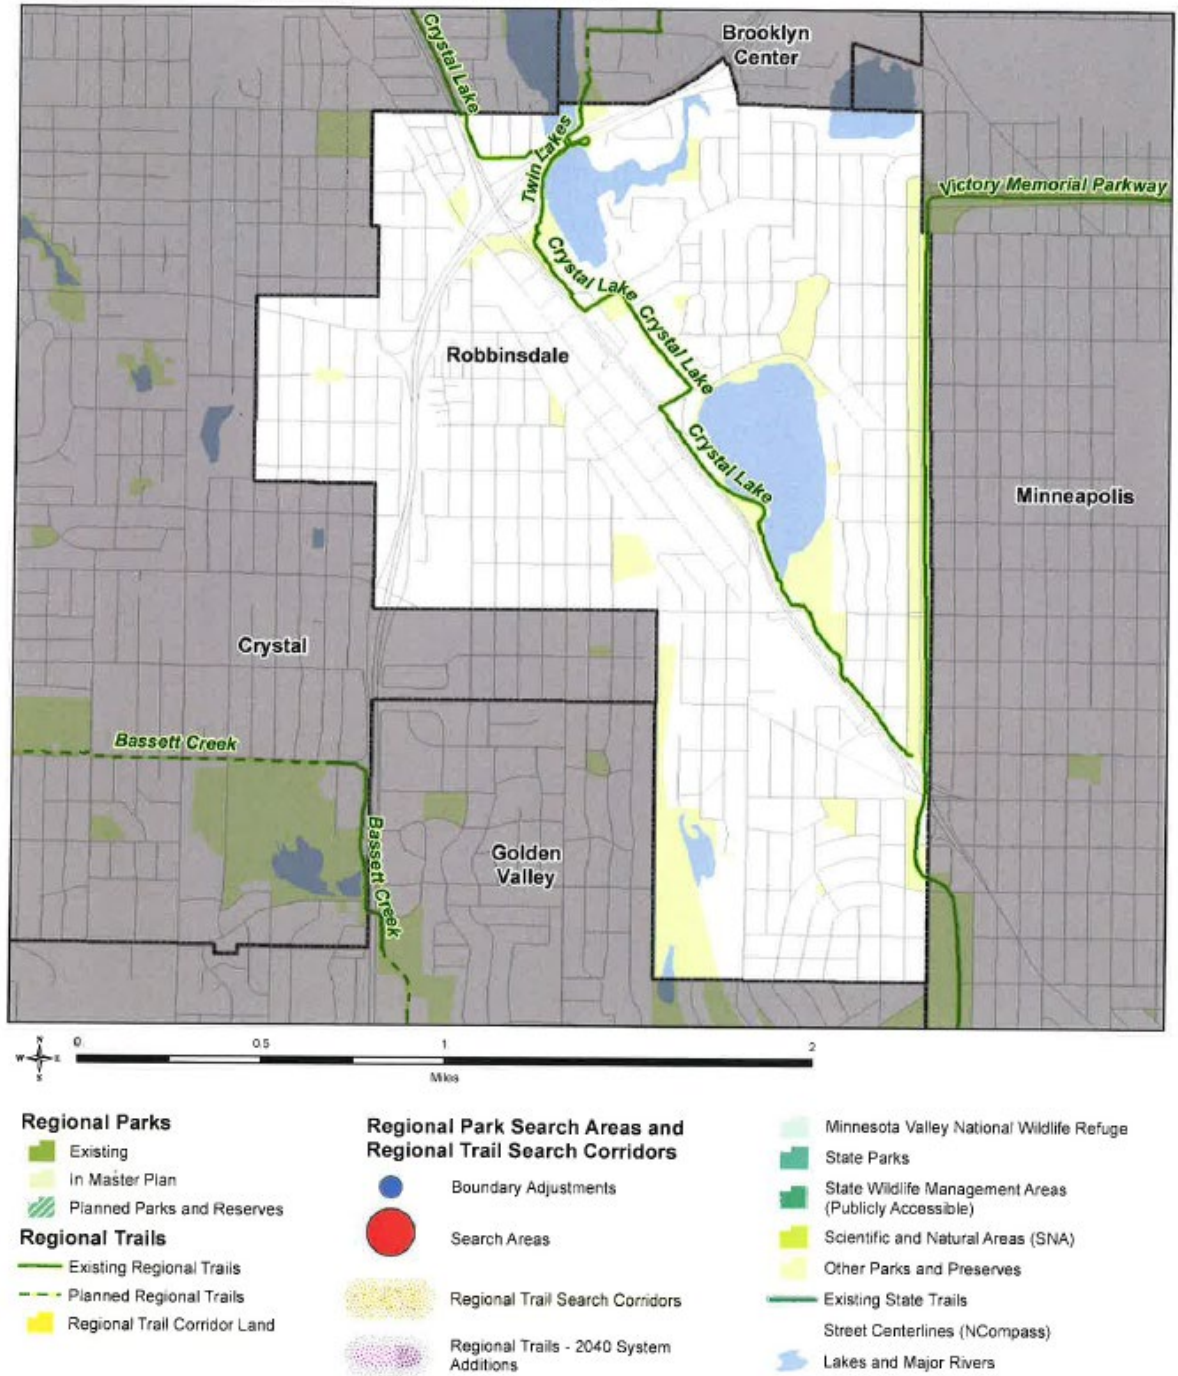 Brooklyn
Center
Crystal Lake
Twin Lakes
Victory Memorial Parkway
Crystal Lake
Crystal Lake
Robbinsdale
Crystal Lake
Minneapolis
Crystal
Bassett Creek
Bassett Creek
Golden
Valley
N
W E
S
0 0.5 1 2
Miles
Regional Parks
Existing
In Master Plan
Planned Parks and Reserves
Regional Trails
Existing Regional Trails
Planned Regional Trails
Regional Trail Corridor Land
Regional Park Search Areas and
Regional Trail Search Corridors
Boundary Adjustments
Search Areas
Regional Trail Search Corridors
Regional Trails - 2040 System
Additions
Minnesota Valley National Wildlife Refuge
State Parks
State Wildlife Management Areas
(Publicly Accessible)
Scientific and Natural Areas (SNA)
Other Parks and Preserves
Existing State Trails
Street Centerlines (NCompass)
Lakes and Major Rivers